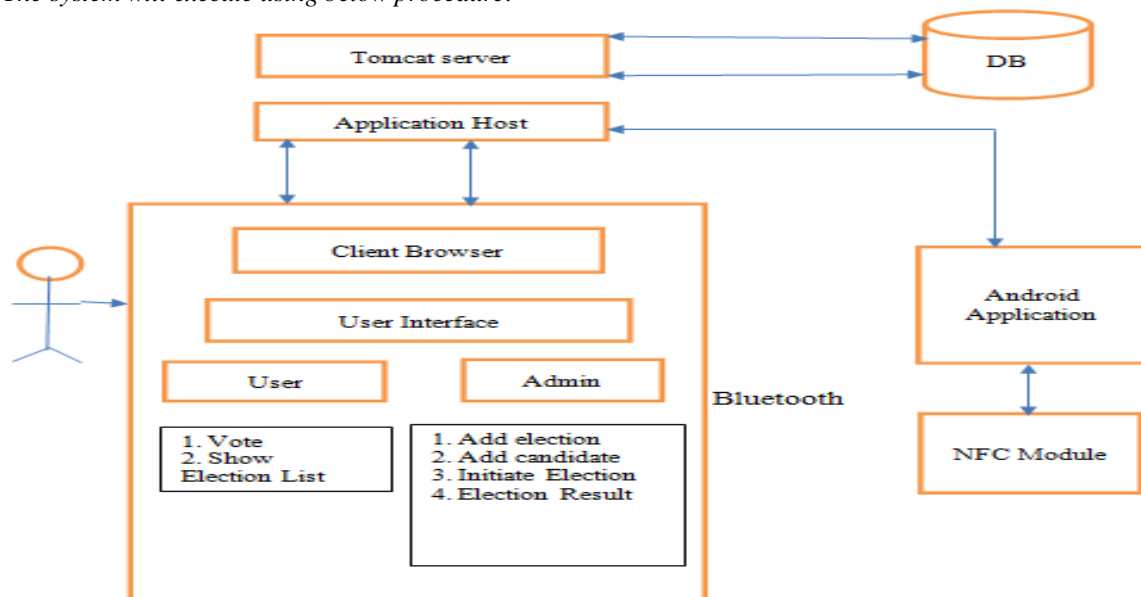 The system will execute using below procedure.
Tomcat server
DB
Application Host
Client Browser
User Interface
User
Admin
1. Vote
2. Show
Election List
1. Add election
2. Add candidate
3. Initiate Election
4. Election Result
Bluetooth
Android
Application
NFC Module